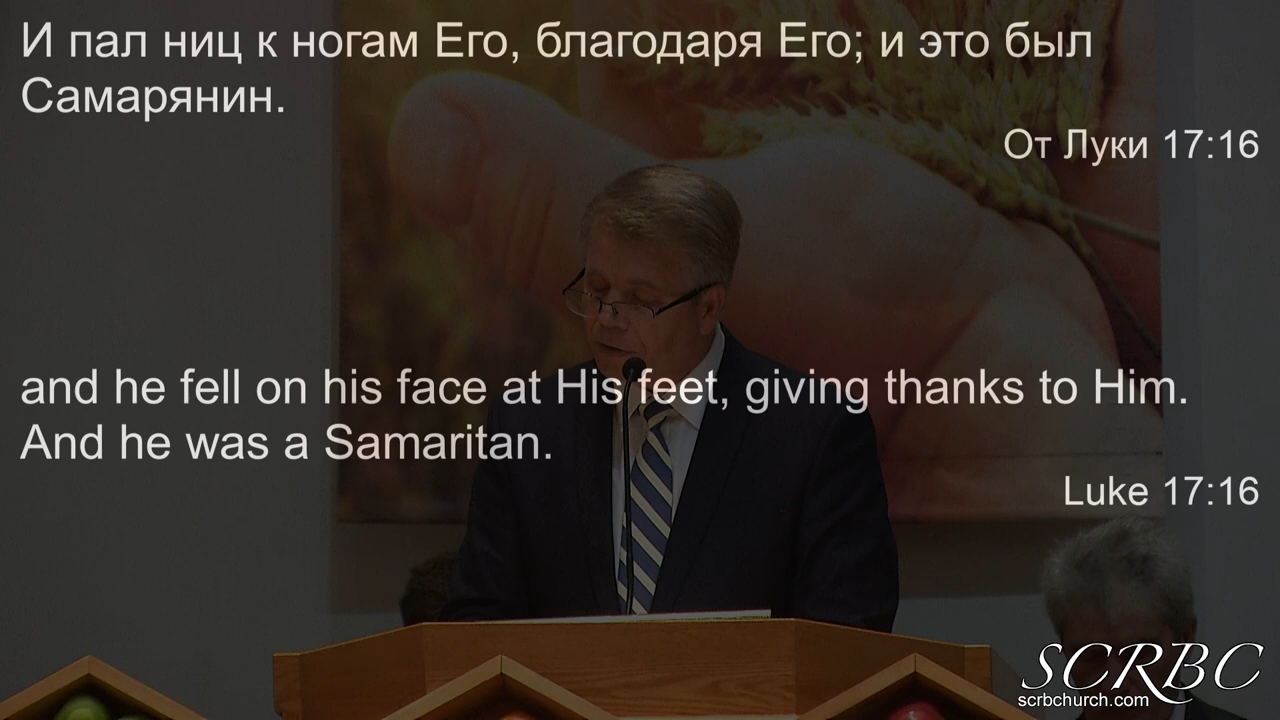 И пал ниц к ногам Его, благодаря Его; и это был
Самарянин.
От Луки 17:16
and he fell on his face at His feet, giving thanks to Him.
And he was a Samaritan.
Luke 17:16
SCRBC
scrbchurch.com